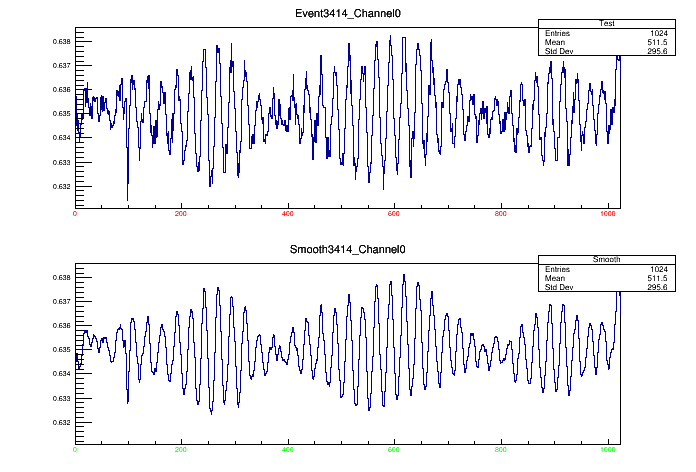 Event3414_Channel0
Test
Entries 1024
Mean 511.5
Std Dev 295.6
0.638
0.637
0.636
0.635
0.634
0.633
0.632
0 200 400 600 800 1000
Smooth3414_Channel0
Smooth
Entries 1024
Mean 511.5
Std Dev 295.6
0.638
0.637
0.636
0.635
0.634
0.633
0.632
0 200 400 600 800 1000